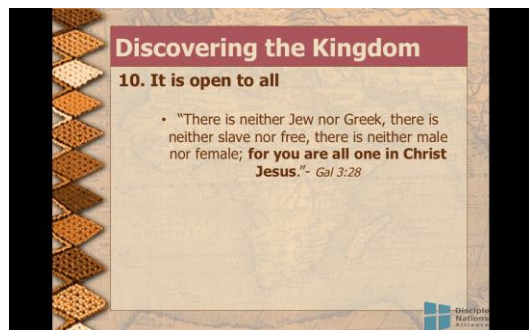 Discovering the Kingdom
10. It is open to all
• “There is neither Jew nor Greek, there is
neither slave nor free, there is neither male
nor female; for you are all one in Christ
Jesus.”- Gal 3:28
Disciple
Nations
Alliance